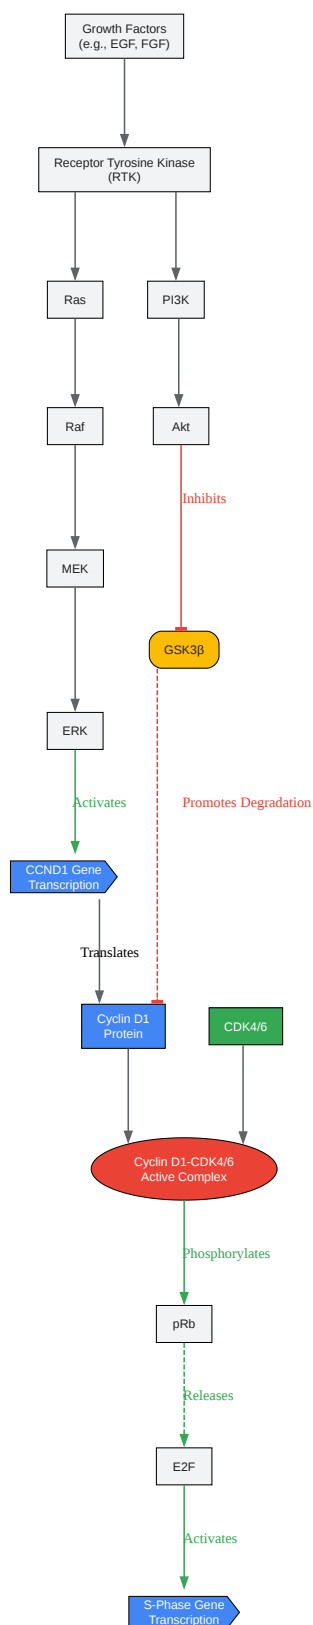 Growth Factors
(e.g., EGF, FGF)
Receptor Tyrosine Kinase
(RTK)
Ras
PI3K
Raf
Akt
Inhibits
MEK
GSK3β
ERK
Activates
Promotes Degradation
CCND1 Gene
Transcription
Translates
Cyclin D1
Protein
CDK4/6
Cyclin D1-CDK4/6
Active Complex
Phosphorylates
pRb
Releases
E2F
Activates
S-Phase Gene
Transcription